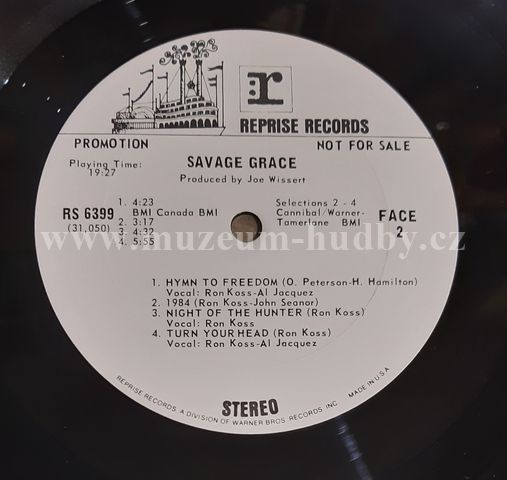 r
REPRISE RECORDS
PROMOTION
NOT FOR SALE
SAVAGE GRACE
Produced by Joe Wissert
Playing Time:
19:27
RS 6399
(31,050)
1. 4:23
BMI Canada BMI
2. 3:17
3. 4:32
4. 5:55
Selections 2 - 4
Cannibal/Warner-
Tamerlane BMI
FACE
2
www.muzeum-hudby.cz
1. HYMN TO FREEDOM (O. Peterson-H. Hamilton)
Vocal: Ron Koss-Al Jacquez
2. 1984 (Ron Koss-John Seanor)
3. NIGHT OF THE HUNTER (Ron Koss)
Vocal: Ron Koss
4. TURN YOUR HEAD (Ron Koss)
Vocal: Ron Koss-Al Jacquez
STEREO
REPRISE RECORDS, A DIVISION OF WARNER BROS. RECORDS, INC. MADE IN U.S.A.